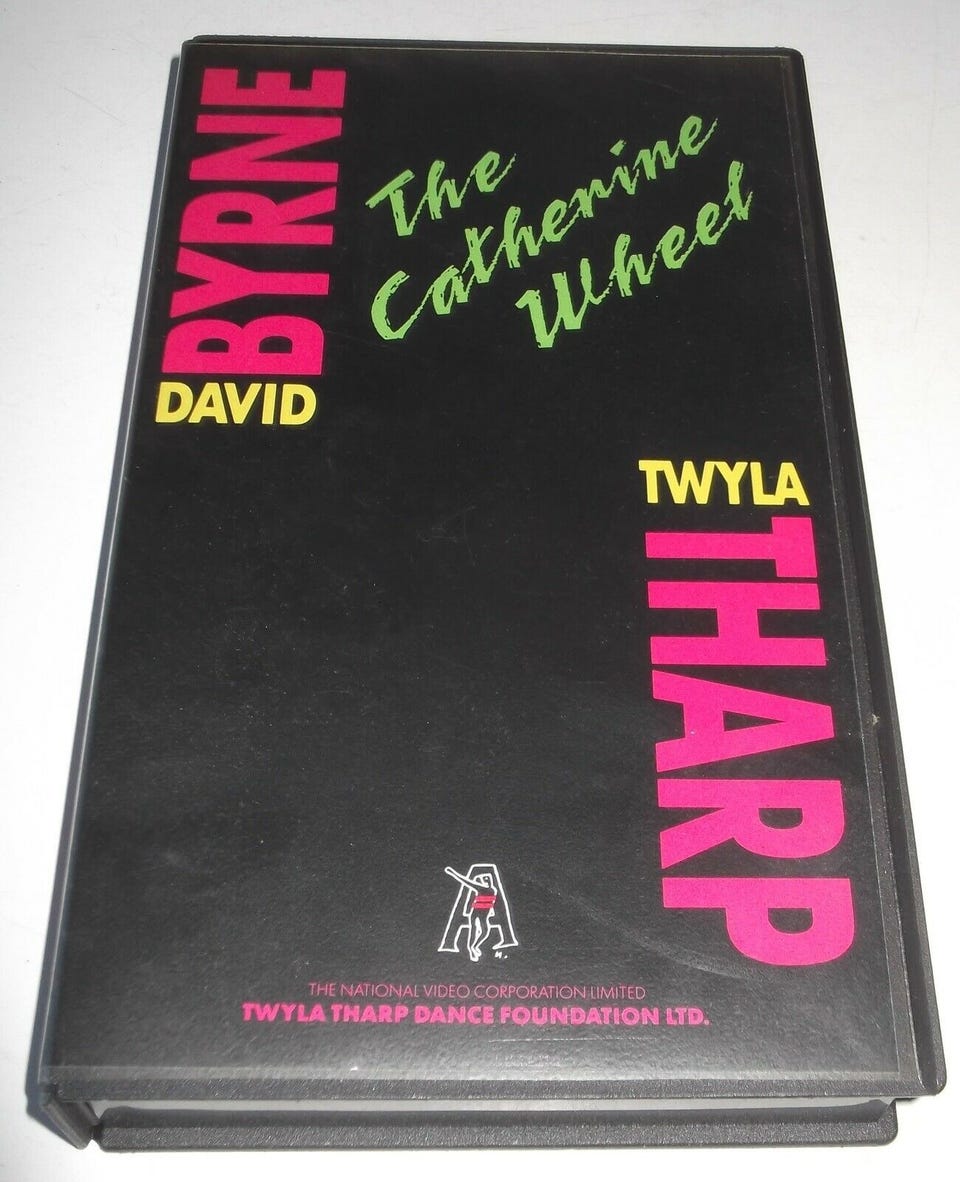 DAVID
BYRNE
The
Catherine
Wheel
TWYLA
THARP
A
THE NATIONAL VIDEO CORPORATION LIMITED
TWYLA THARP DANCE FOUNDATION LTD.